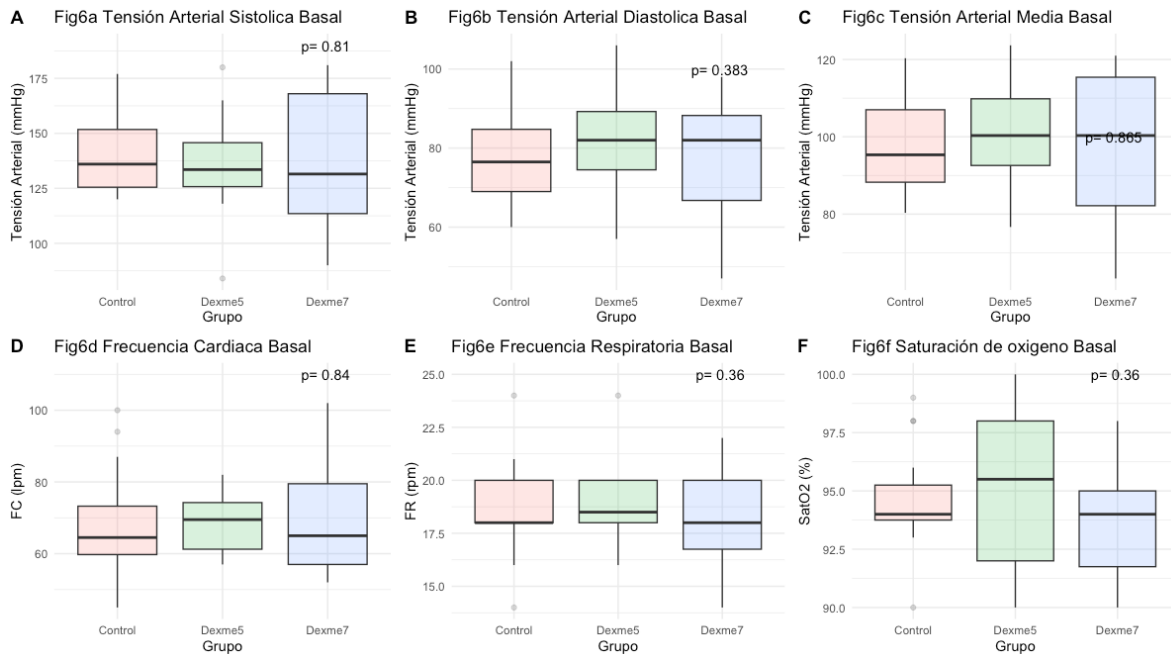 A Fig6a Tensión Arterial Sistolica Basal
p= 0.81
Tensión Arterial (mmHg)
175
150
125
100
Control Dexme5 Dexme7
Grupo
B Fig6b Tensión Arterial Diastolica Basal
p= 0.383
Tensión Arterial (mmHg)
100
80
60
Control Dexme5 Dexme7
Grupo
C Fig6c Tensión Arterial Media Basal
p= 0.865
Tensión Arterial (mmHg)
120
100
80
Control Dexme5 Dexme7
Grupo
D Fig6d Frecuencia Cardiaca Basal
p= 0.84
FC (lpm)
100
80
60
Control Dexme5 Dexme7
Grupo
E Fig6e Frecuencia Respiratoria Basal
p= 0.36
FR (rpm)
25.0
22.5
20.0
17.5
15.0
Control Dexme5 Dexme7
Grupo
F Fig6f Saturación de oxigeno Basal
p= 0.36
SatO2 (%)
100.0
97.5
95.0
92.5
90.0
Control Dexme5 Dexme7
Grupo